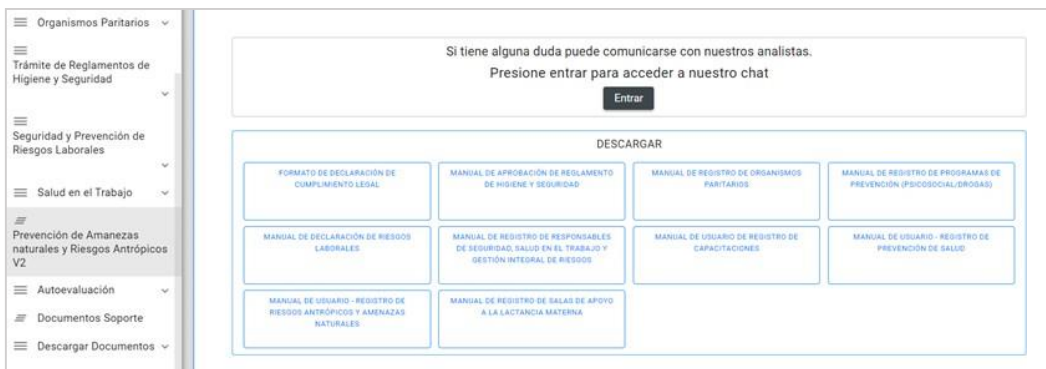 Organismos Paritarios
Trámite de Reglamentos de
Higiene y Seguridad
Seguridad y Prevención de
Riesgos Laborales
Salud en el Trabajo
Prevención de Amanezas
naturales y Riesgos Antrópicos
V2
Autoevaluación
Documentos Soporte
Descargar Documentos
Si tiene alguna duda puede comunicarse con nuestros analistas.
Presione entrar para acceder a nuestro chat
Entrar
DESCARGAR
FORMATO DE DECLARACIÓN DE
CUMPLIMIENTO LEGAL
MANUAL DE APROBACIÓN DE REGLAMENTO
DE HIGIENE Y SEGURIDAD
MANUAL DE REGISTRO DE ORGANISMOS
PARITARIOS
MANUAL DE REGISTRO DE PROGRAMAS DE
PREVENCIÓN (PSICOSOCIAL/DROGAS)
MANUAL DE DECLARACIÓN DE RIESGOS
LABORALES
MANUAL DE REGISTRO DE RESPONSABLES
DE SEGURIDAD, SALUD EN EL TRABAJO Y
GESTIÓN INTEGRAL DE RIESGOS
MANUAL DE USUARIO DE REGISTRO DE
CAPACITACIONES
MANUAL DE USUARIO - REGISTRO DE
PREVENCIÓN DE SALUD
MANUAL DE USUARIO - REGISTRO DE
RIESGOS ANTRÓPICOS Y AMENAZAS
NATURALES
MANUAL DE REGISTRO DE SALAS DE APOYO
A LA LACTANCIA MATERNA